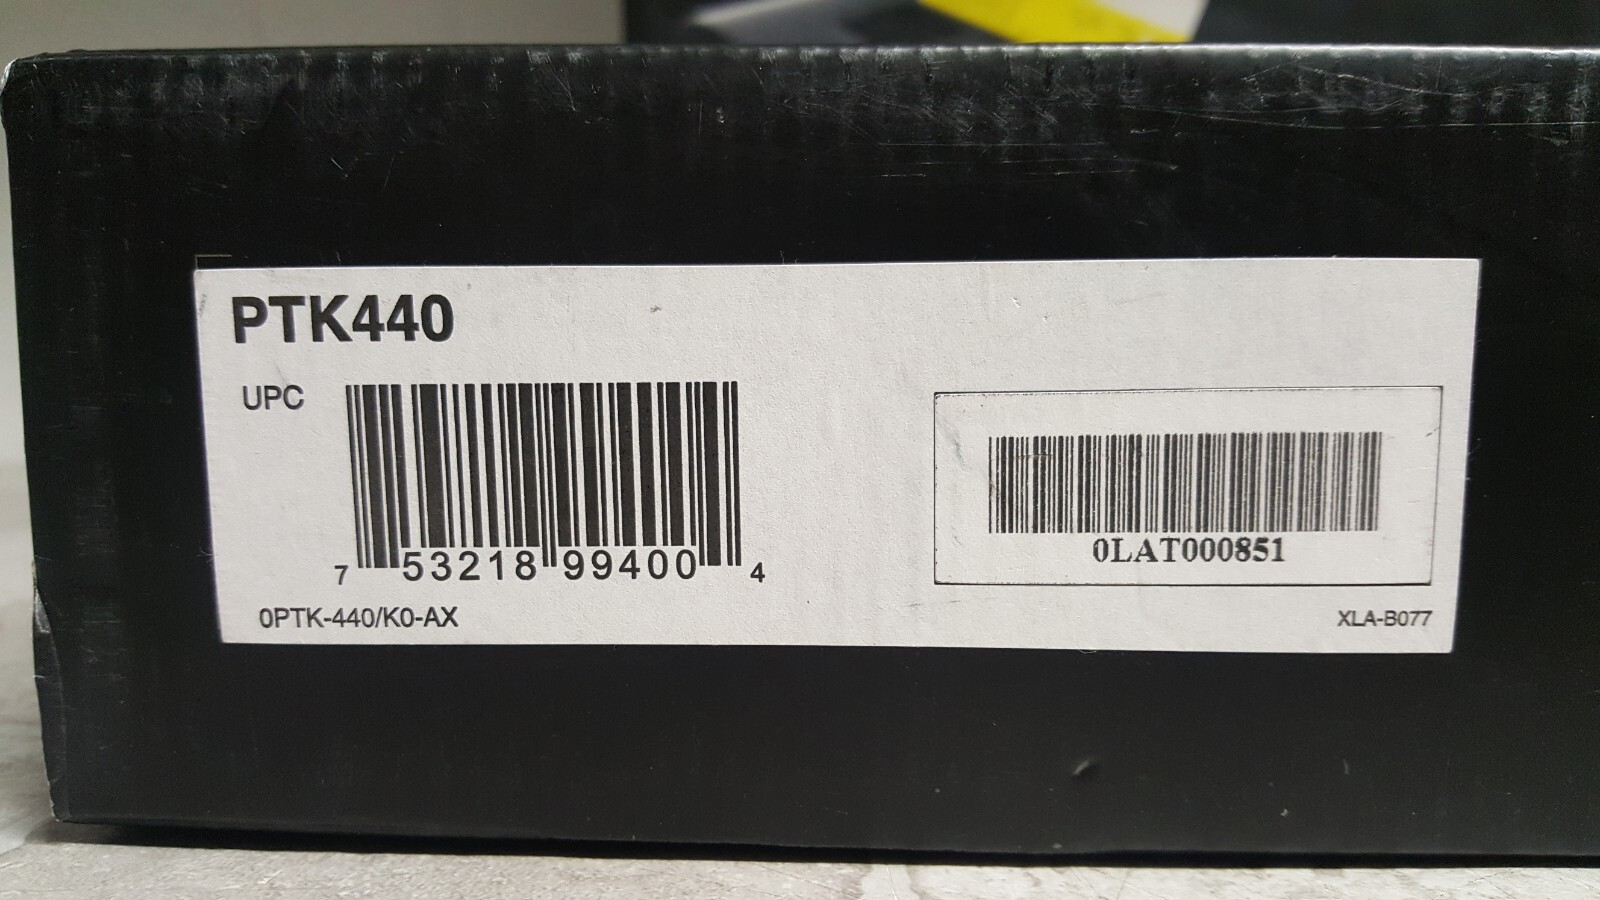 PTK440
UPC
7 53218 99400 4
0LAT000851
0PTK-440/K0-AX
XLA-B077